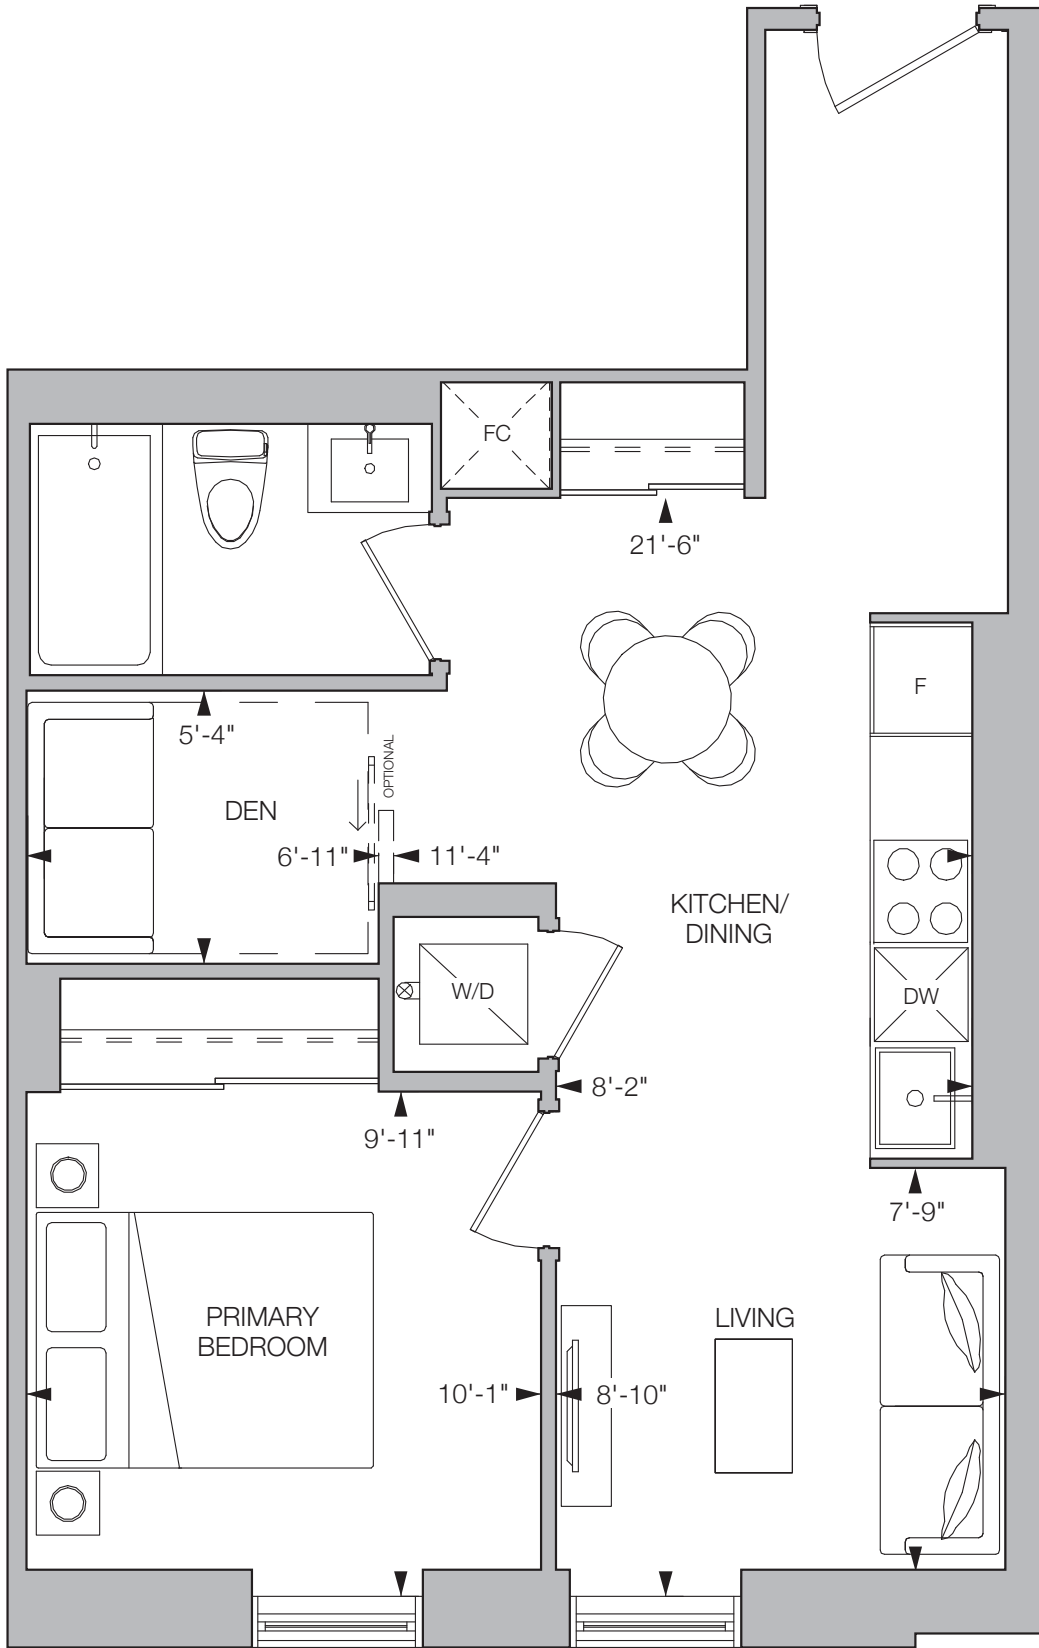 FC
21'-6"
F
5'-4"
OPTIONAL
DEN
6'-11"
11'-4"
KITCHEN/
DINING
W/D
DW
8'-2"
9'-11"
7'-9"
PRIMARY
BEDROOM
LIVING
10'-1"
8'-10"